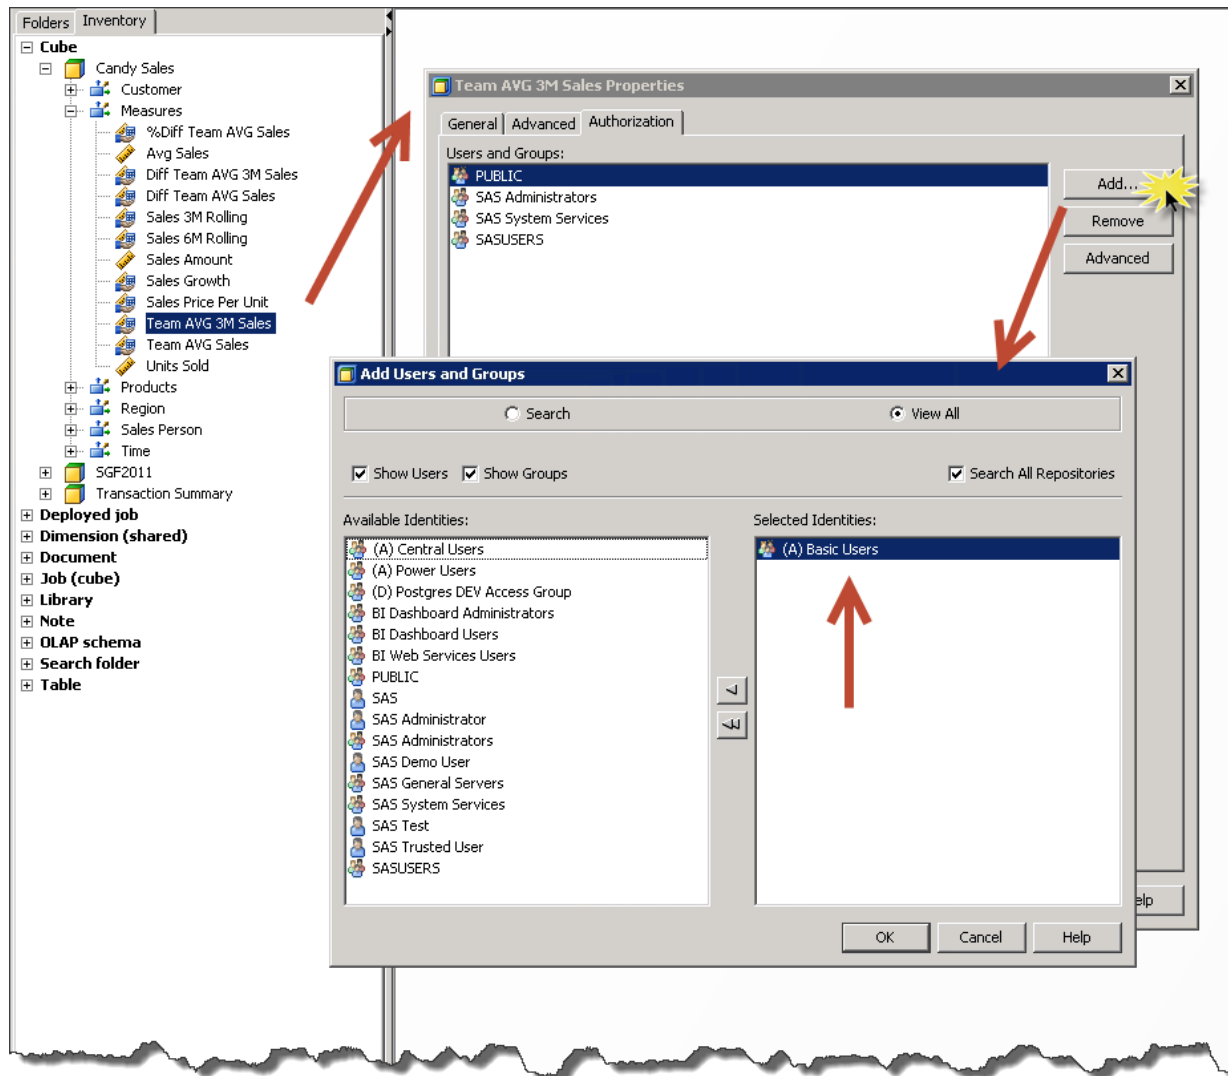 Folders Inventory
Cube
Candy Sales
Customer
Measures
%Diff Team AVG Sales
Avg Sales
Diff Team AVG 3M Sales
Diff Team AVG Sales
Sales 3M Rolling
Sales 6M Rolling
Sales Amount
Sales Growth
Sales Price Per Unit
Team AVG 3M Sales
Team AVG Sales
Units Sold
Products
Region
Sales Person
Time
SGF2011
Transaction Summary
Deployed job
Dimension (shared)
Document
Job (cube)
Library
Note
OLAP schema
Search folder
Table
Team AVG 3M Sales Properties
General Advanced Authorization
Users and Groups:
PUBLIC
SAS Administrators
SAS System Services
SASUSERS
Add...
Remove
Advanced
Add Users and Groups
Search View All
Show Users Show Groups Search All Repositories
Available Identities:
(A) Central Users
(A) Power Users
(D) Postgres DEV Access Group
BI Dashboard Administrators
BI Dashboard Users
BI Web Services Users
PUBLIC
SAS
SAS Administrator
SAS Administrators
SAS Demo User
SAS General Servers
SAS System Services
SAS Test
SAS Trusted User
SASUSERS
Selected Identities:
(A) Basic Users
OK Cancel Help
elp